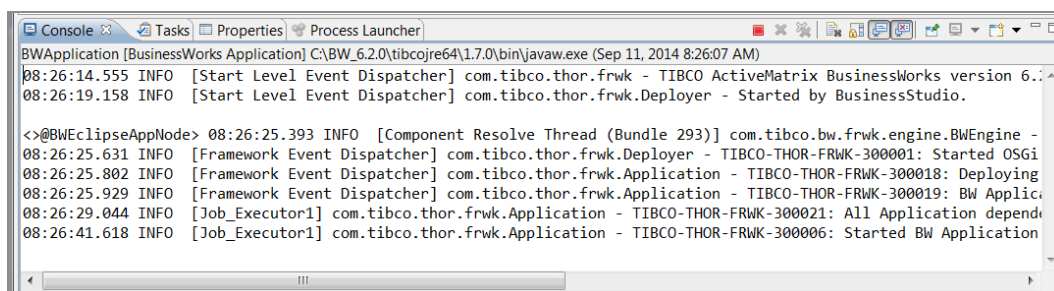 Console Tasks Properties Process Launcher
BWApplication [BusinessWorks Application] C:\BW_6.2.0\tibcojre64\1.7.0\bin\javaw.exe (Sep 11, 2014 8:26:07 AM)
08:26:14.555 INFO [Start Level Event Dispatcher] com.tibco.thor.frwk - TIBCO ActiveMatrix BusinessWorks version 6.
08:26:19.158 INFO [Start Level Event Dispatcher] com.tibco.thor.frwk.Deployer - Started by BusinessStudio.
<>@BWEclipseAppNode> 08:26:25.393 INFO [Component Resolve Thread (Bundle 293)] com.tibco.bw.frwk.engine.BWEngine -
08:26:25.631 INFO [Framework Event Dispatcher] com.tibco.thor.frwk.Deployer - TIBCO-THOR-FRWK-300001: Started OSGi
08:26:25.802 INFO [Framework Event Dispatcher] com.tibco.thor.frwk.Application - TIBCO-THOR-FRWK-300018: Deploying
08:26:25.929 INFO [Framework Event Dispatcher] com.tibco.thor.frwk.Application - TIBCO-THOR-FRWK-300019: BW Applic
08:26:29.044 INFO [Job_Executor1] com.tibco.thor.frwk.Application - TIBCO-THOR-FRWK-300021: All Application depend
08:26:41.618 INFO [Job_Executor1] com.tibco.thor.frwk.Application - TIBCO-THOR-FRWK-300006: Started BW Application